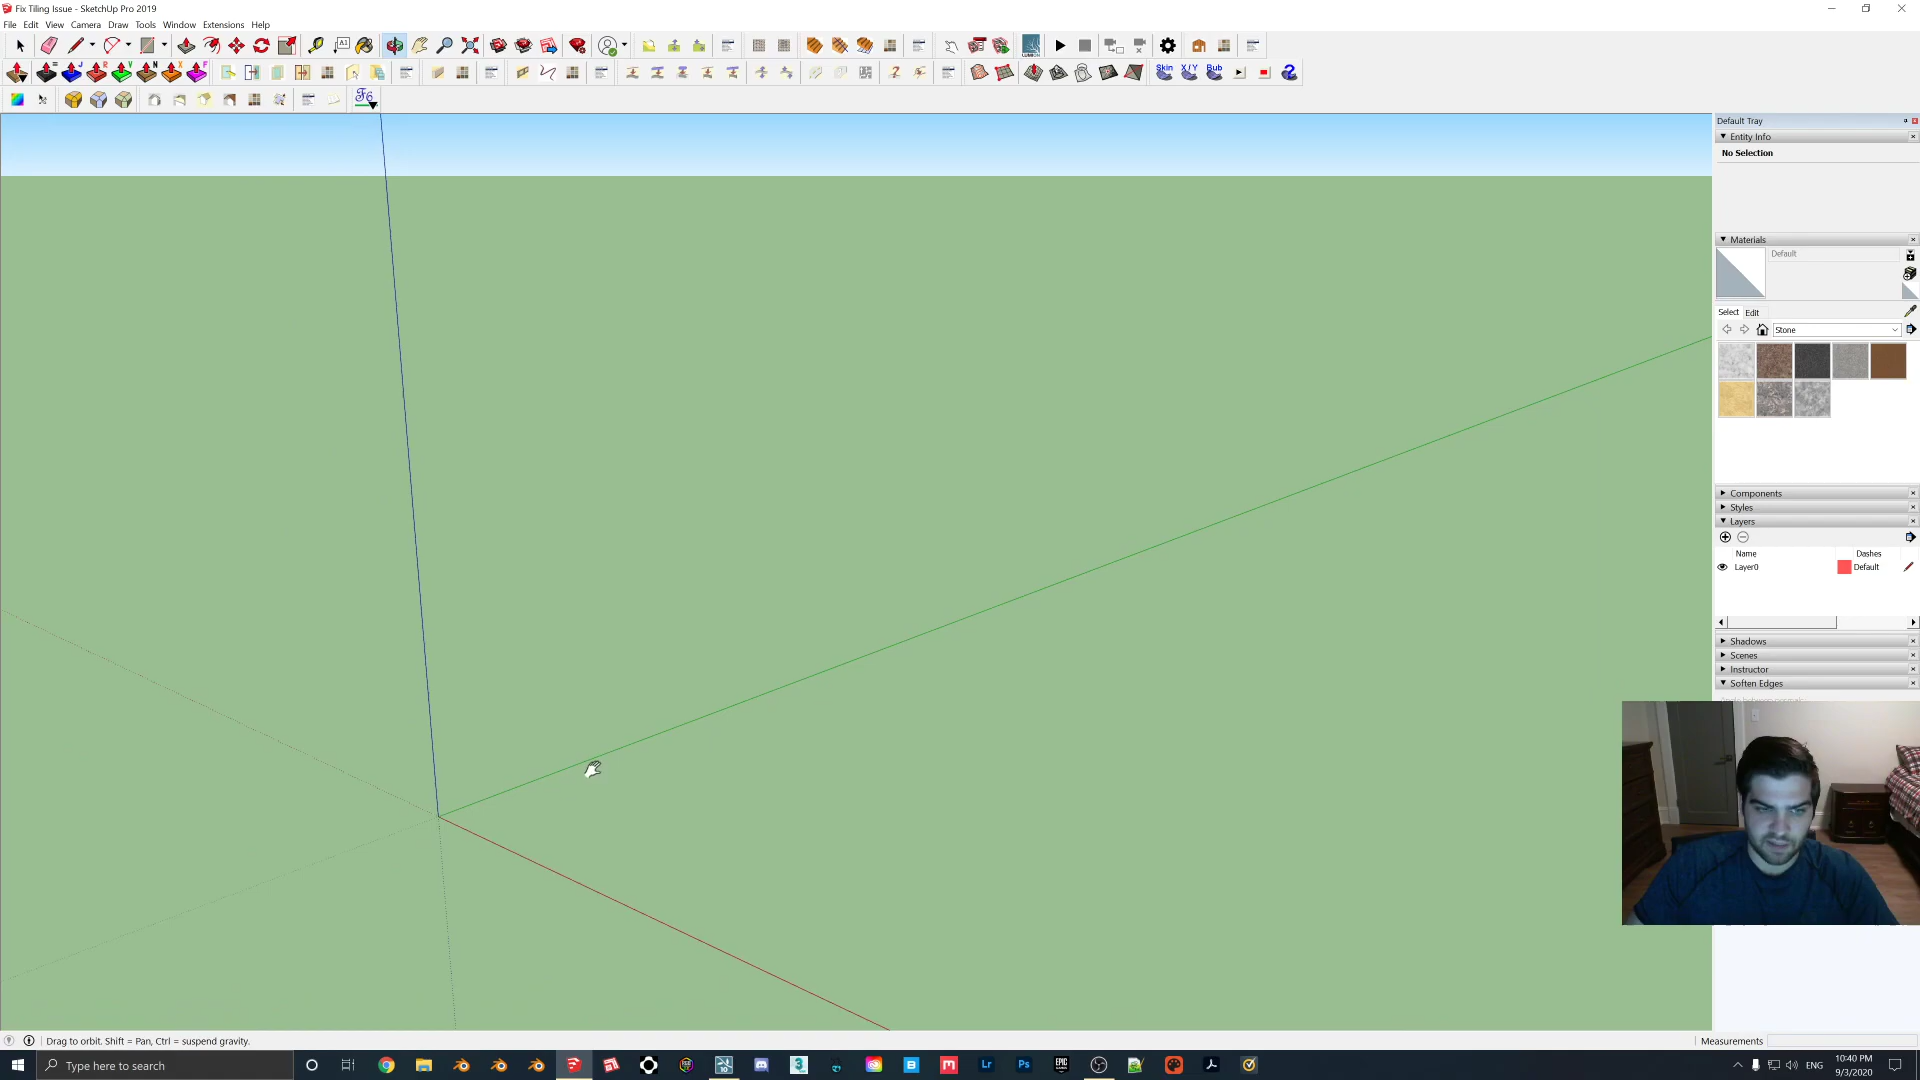 Fix Tiling Issue - SketchUp Pro 2019
File Edit View Camera Draw Tools Window Extensions Help
Skin X/Y Bub
Default Tray
Entity Info
No Selection
Materials
Default
Select Edit
Stone
Components
Styles
Layers
Name Dashes
Layer0 Default
Shadows
Scenes
Instructor
Soften Edges
Drag to orbit. Shift = Pan, Ctrl = suspend gravity.
Measurements
Type here to search
ENG
10:40 PM
9/3/2020